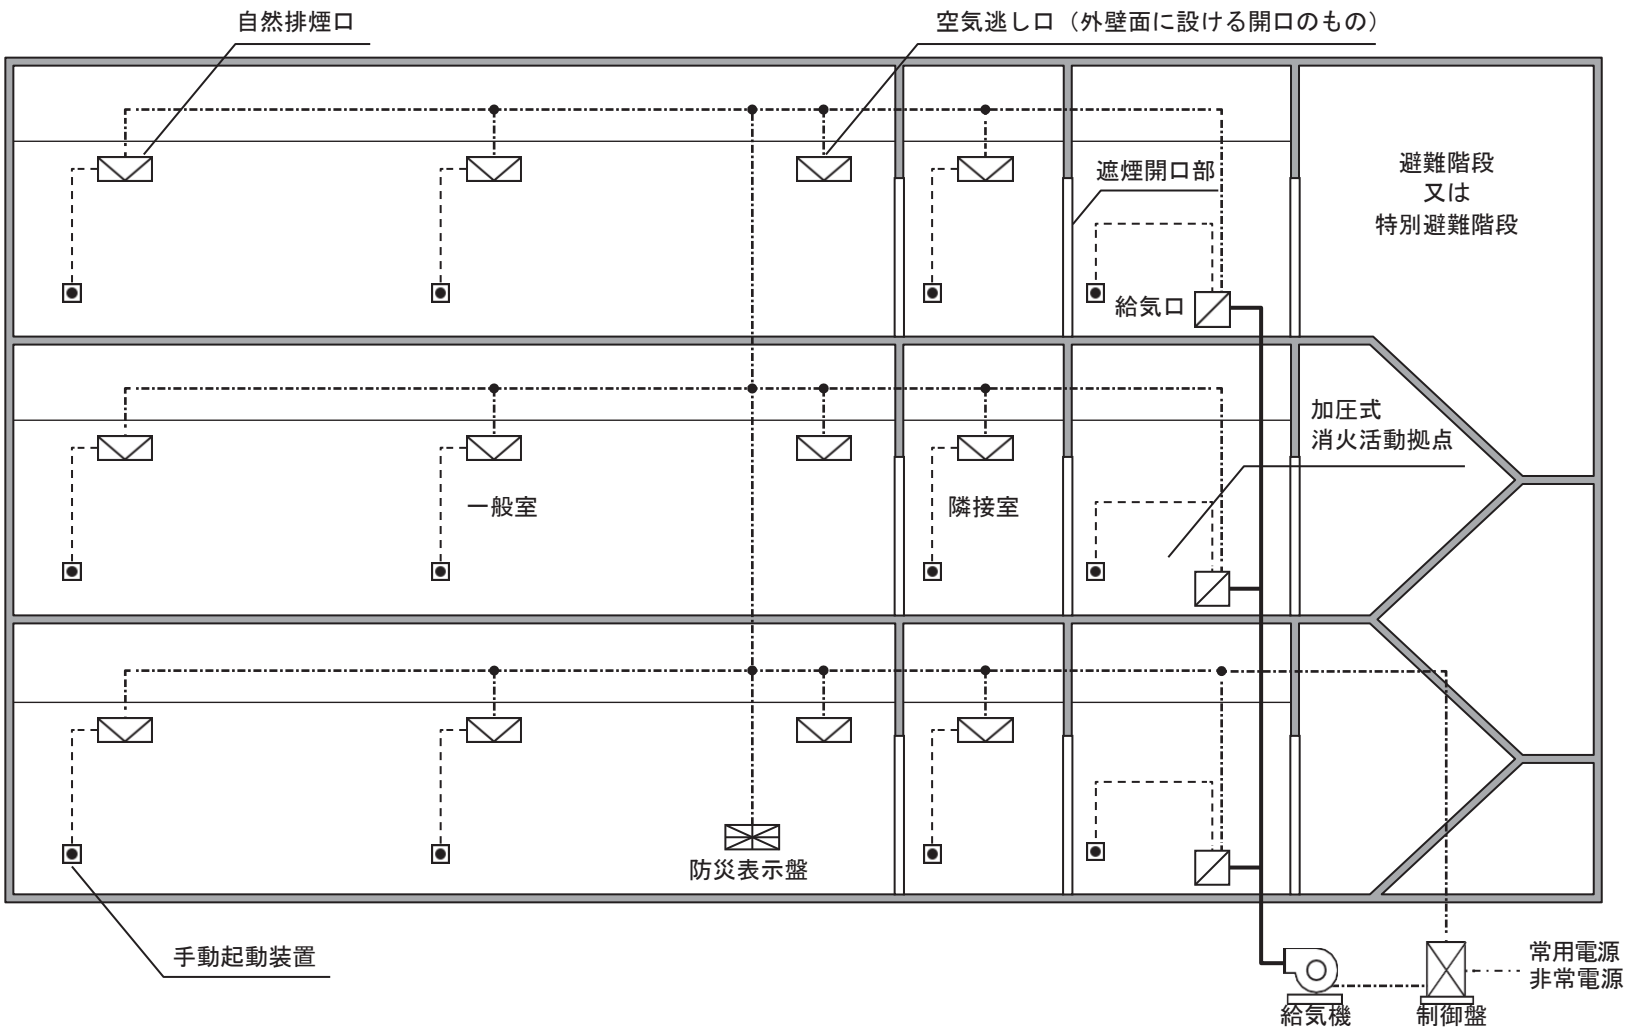 自然排煙口
空気逃し口（外壁面に設ける開口のもの）
遮煙開口部
避難階段
又は
特別避難階段
給気口
加圧式
消火活動拠点
一般室
隣接室
防災表示盤
手動起動装置
常用電源
非常電源
給気機
制御盤